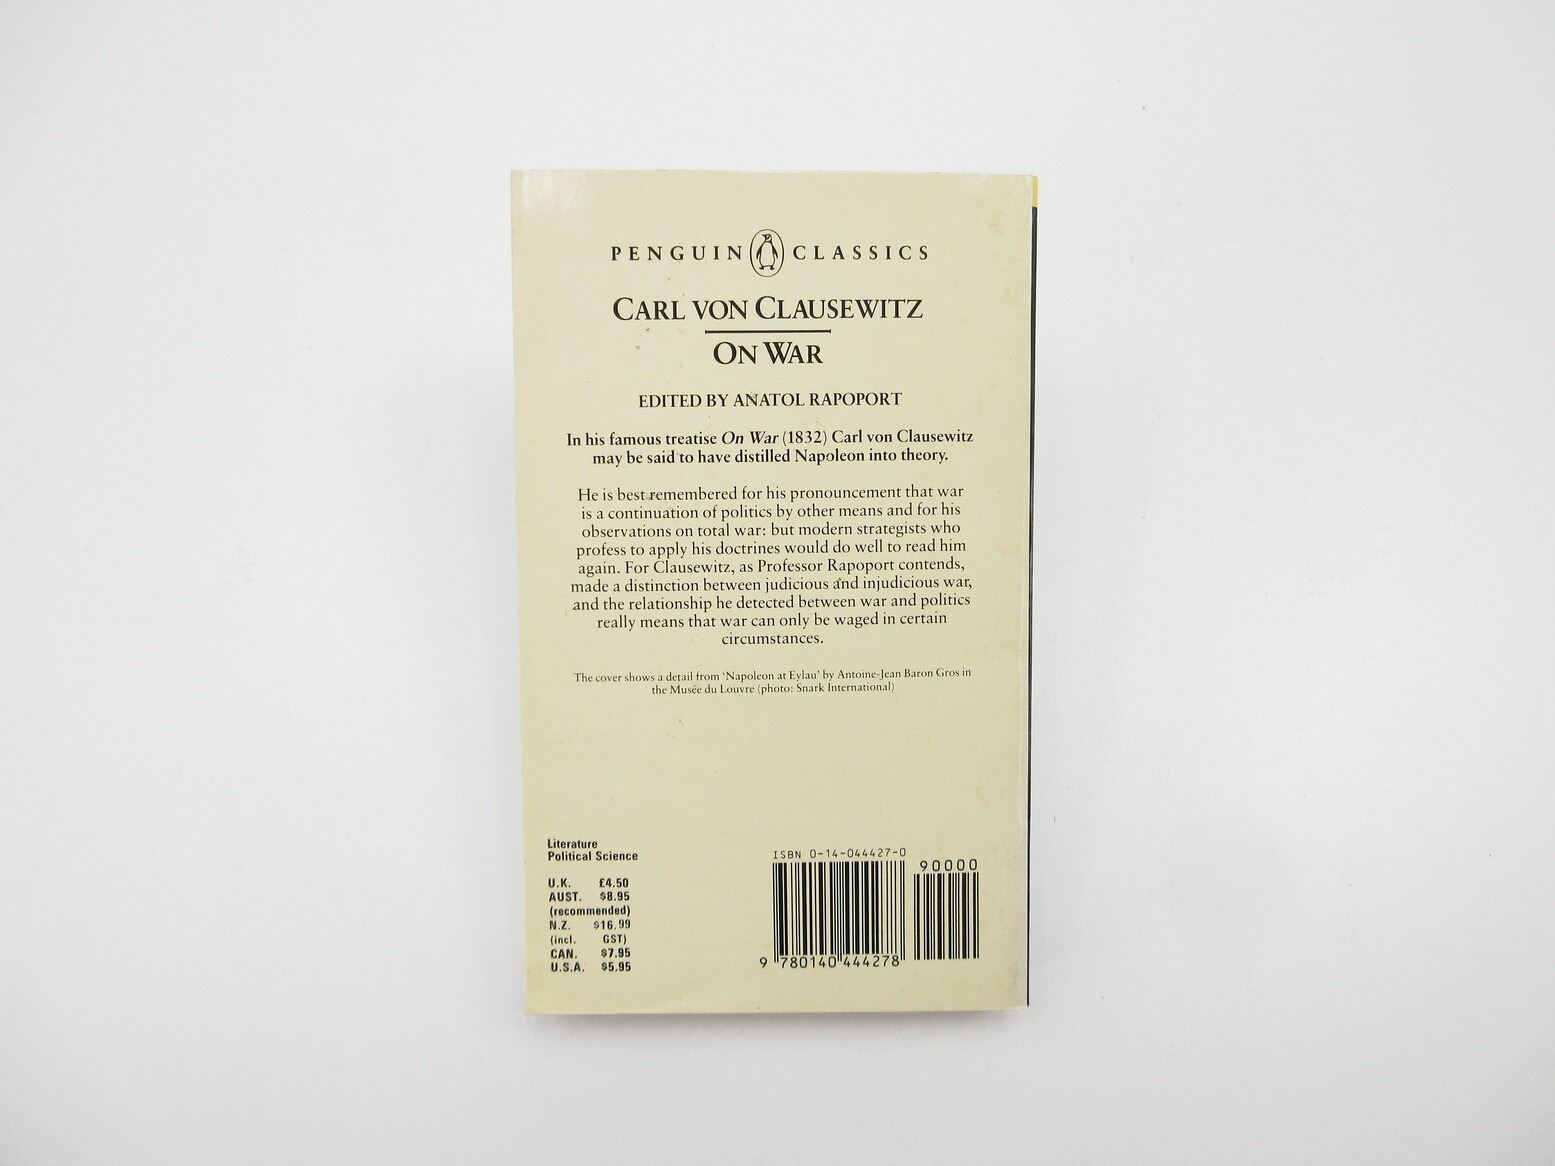 PENGUIN CLASSICS
CARL VON CLAUSEWITZ
ON WAR
EDITED BY ANATOL RAPOPORT
In his famous treatise On War (1832) Carl von Clausewitz
may be said to have distilled Napoleon into theory.
He is best remembered for his pronouncement that war
is a continuation of politics by other means and for his
observations on total war: but modern strategists who
profess to apply his doctrines would do well to read him
again. For Clausewitz, as Professor Rapoport contends,
made a distinction between judicious and injudicious war,
and the relationship he detected between war and politics
really means that war can only be waged in certain
circumstances.
The cover shows a detail from 'Napoleon at Eylau' by Antoine-Jean Baron Gros in
the Musée du Louvre (photo: Snark International)
Literature
Political Science
U.K. £4.50
AUST. $8.95
(recommended)
N.Z. $16.99
(incl. GST)
CAN. $7.95
U.S.A. $5.95
ISBN 0-14-044427-0
90000
9 780140 444278